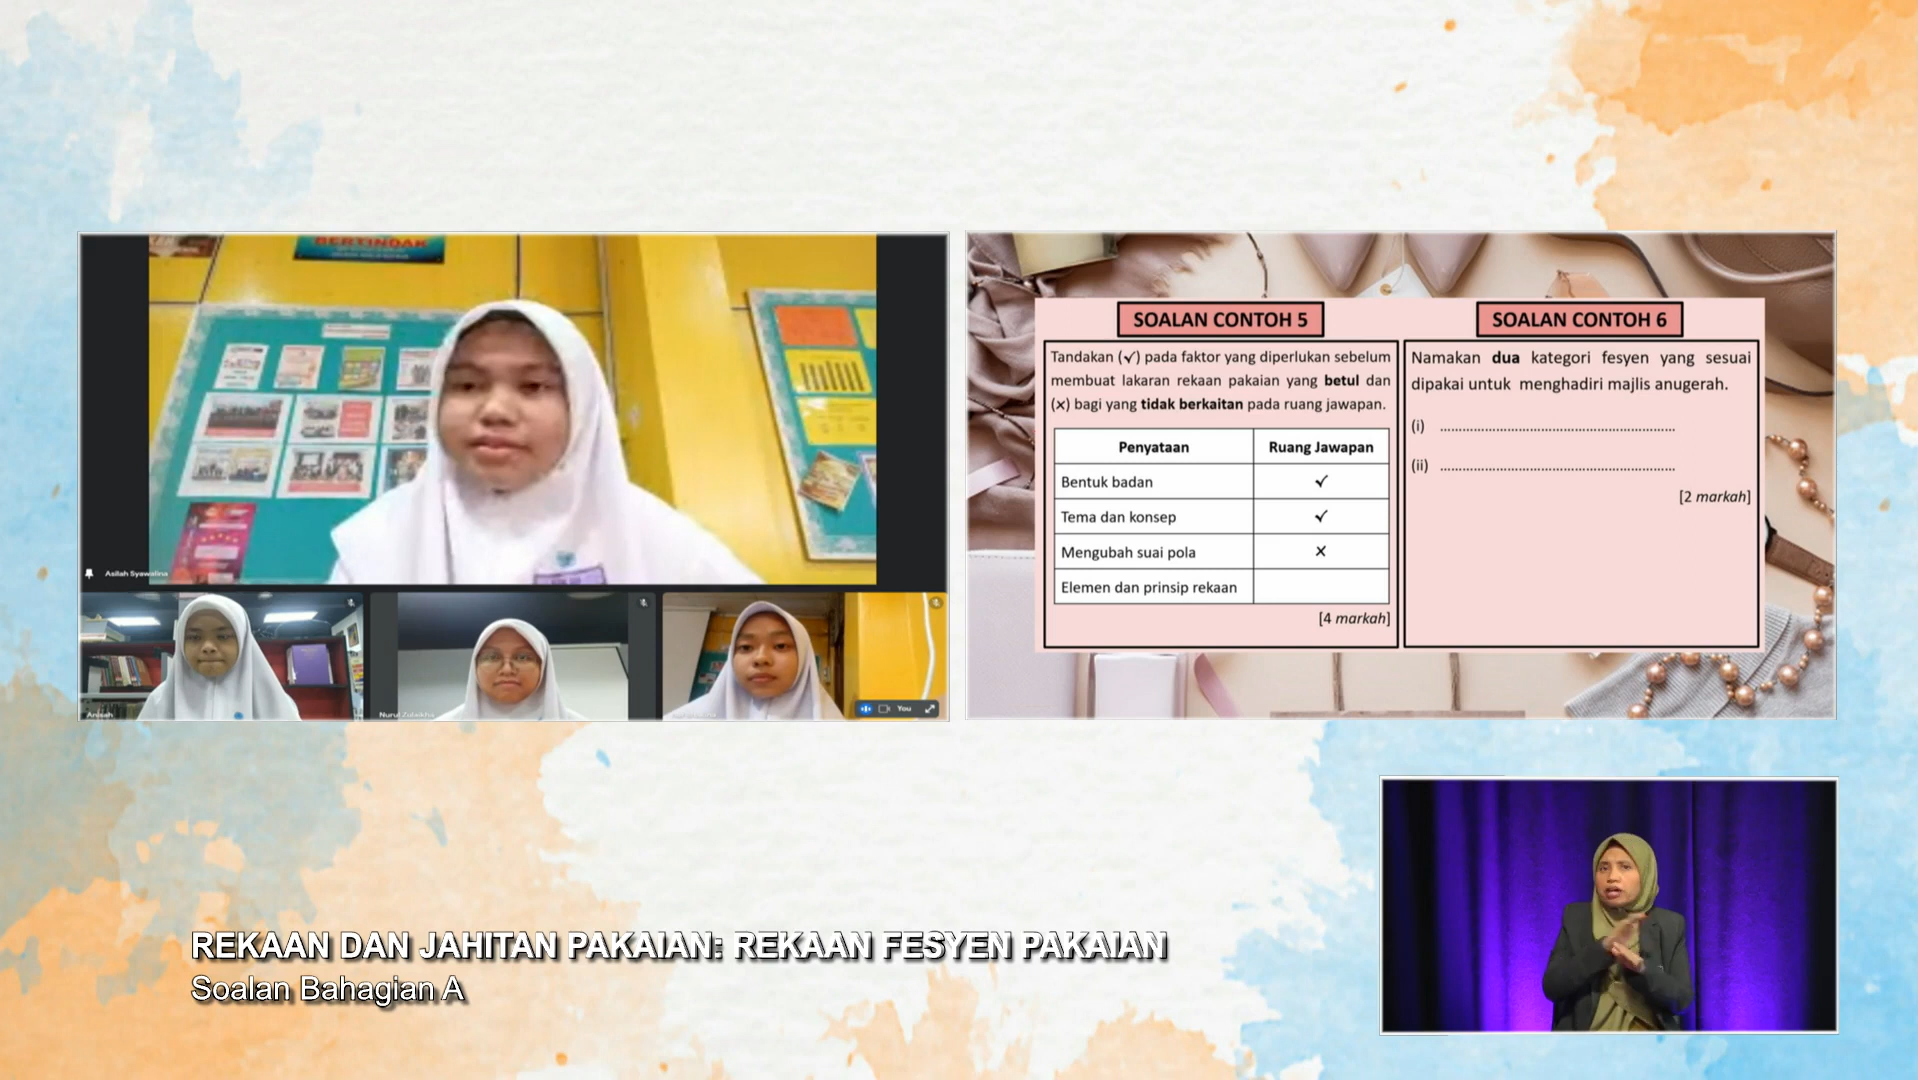 BERTINDAK
Asilah Syawalina
Anisah
Nurul Zulaikha
You
SOALAN CONTOH 5
Tandakan (✓) pada faktor yang diperlukan sebelum
membuat lakaran rekaan pakaian yang betul dan
(✗) bagi yang tidak berkaitan pada ruang jawapan.
Penyataan Ruang Jawapan
Bentuk badan ✓
Tema dan konsep ✓
Mengubah suai pola ✗
Elemen dan prinsip rekaan
[4 markah]
SOALAN CONTOH 6
Namakan dua kategori fesyen yang sesuai
dipakai untuk menghadiri majlis anugerah.
(i) ............................................................
(ii) ............................................................
[2 markah]
REKAAN DAN JAHITAN PAKAIAN: REKAAN FESYEN PAKAIAN
Soalan Bahagian A